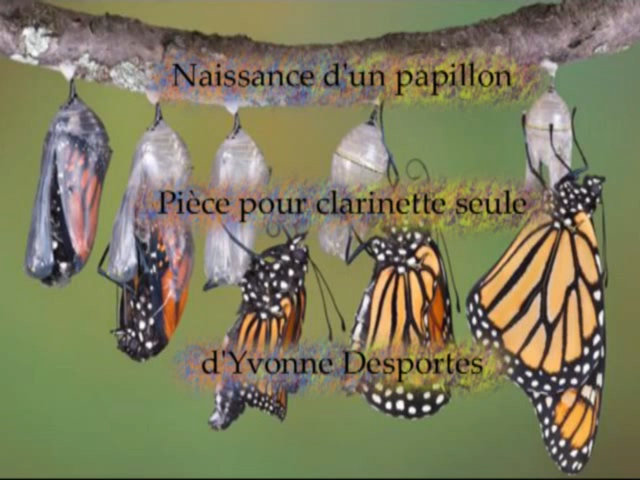 Naissance d'un papillon
Pièce pour clarinette seule
d'Yvonne Desportes